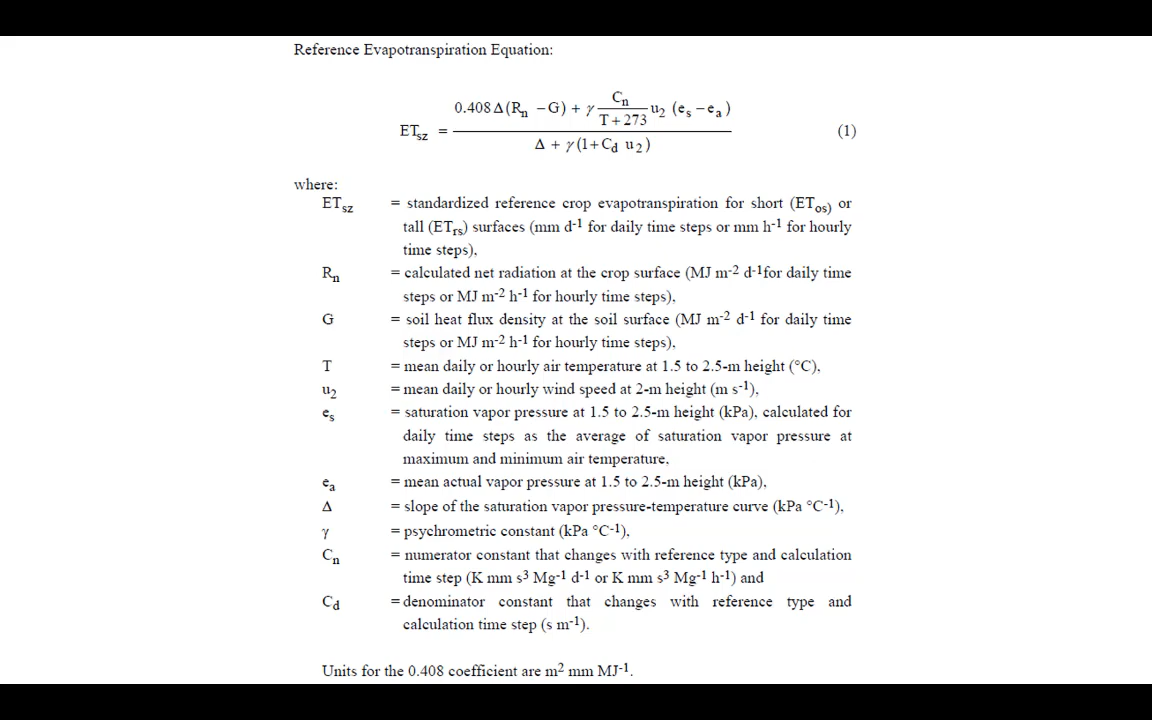 Reference Evapotranspiration Equation:
ET_sz = (0.408 Δ (R_n − G) + γ (C_n / (T + 273)) u_2 (e_s − e_a)) / (Δ + γ (1 + C_d u_2)) (1)
where:
ET_sz = standardized reference crop evapotranspiration for short (ET_os) or
tall (ET_rs) surfaces (mm d^-1 for daily time steps or mm h^-1 for hourly
time steps),
R_n = calculated net radiation at the crop surface (MJ m^-2 d^-1for daily time
steps or MJ m^-2 h^-1 for hourly time steps),
G = soil heat flux density at the soil surface (MJ m^-2 d^-1 for daily time
steps or MJ m^-2 h^-1 for hourly time steps),
T = mean daily or hourly air temperature at 1.5 to 2.5-m height (°C),
u_2 = mean daily or hourly wind speed at 2-m height (m s^-1),
e_s = saturation vapor pressure at 1.5 to 2.5-m height (kPa), calculated for
daily time steps as the average of saturation vapor pressure at
maximum and minimum air temperature,
e_a = mean actual vapor pressure at 1.5 to 2.5-m height (kPa),
Δ = slope of the saturation vapor pressure-temperature curve (kPa °C^-1),
γ = psychrometric constant (kPa °C^-1),
C_n = numerator constant that changes with reference type and calculation
time step (K mm s^3 Mg^-1 d^-1 or K mm s^3 Mg^-1 h^-1) and
C_d = denominator constant that changes with reference type and
calculation time step (s m^-1).
Units for the 0.408 coefficient are m^2 mm MJ^-1.